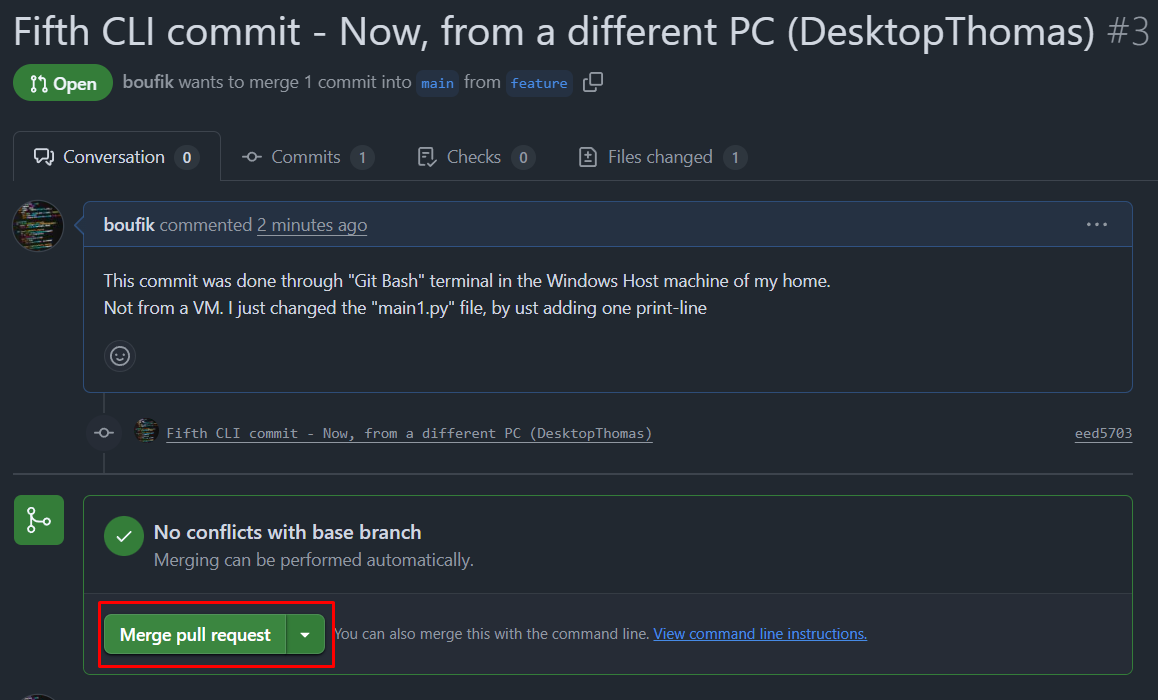 Fifth CLI commit - Now, from a different PC (DesktopThomas) #3
Open boufik wants to merge 1 commit into main from feature
Conversation 0 Commits 1 Checks 0 Files changed 1
boufik commented 2 minutes ago
This commit was done through "Git Bash" terminal in the Windows Host machine of my home.
Not from a VM. I just changed the "main1.py" file, by ust adding one print-line
Fifth CLI commit - Now, from a different PC (DesktopThomas) eed5703
No conflicts with base branch
Merging can be performed automatically.
Merge pull request You can also merge this with the command line. View command line instructions.